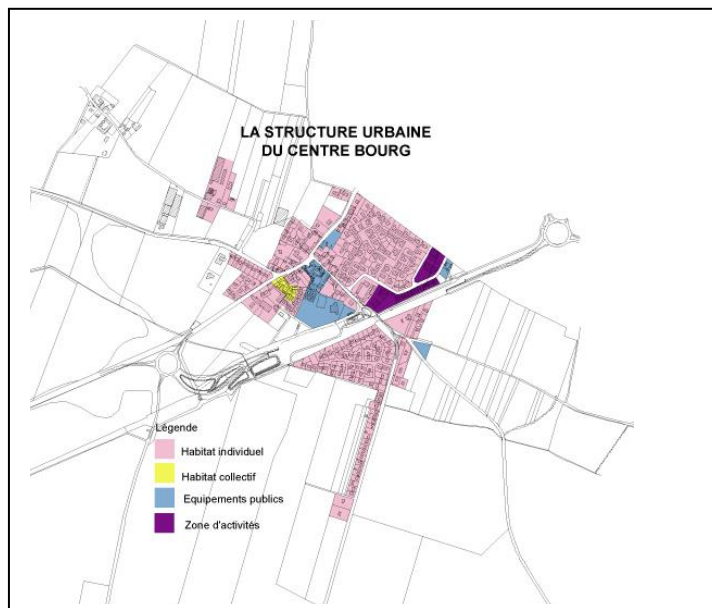 LA STRUCTURE URBAINE
DU CENTRE BOURG
Légende
Habitat individuel
Habitat collectif
Equipements publics
Zone d'activités